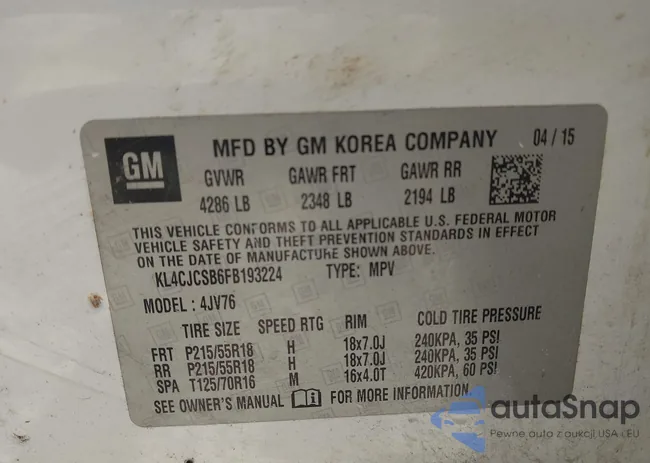 GM
MFD BY GM KOREA COMPANY 04 / 15
GVWR GAWR FRT GAWR RR
4286 LB 2348 LB 2194 LB
THIS VEHICLE CONFORMS TO ALL APPLICABLE U.S. FEDERAL MOTOR
VEHICLE SAFETY AND THEFT PREVENTION STANDARDS IN EFFECT
ON THE DATE OF MANUFACTURE SHOWN ABOVE.
KL4CJCSB6FB193224 TYPE: MPV
MODEL: 4JV76
TIRE SIZE SPEED RTG RIM COLD TIRE PRESSURE
FRT P215/55R18 H 18x7.0J 240KPA, 35 PSI
RR P215/55R18 H 18x7.0J 240KPA, 35 PSI
SPA T125/70R16 M 16x4.0T 420KPA, 60 PSI
SEE OWNER'S MANUAL FOR MORE INFORMATION
autaSnap
Pewne auta z aukcji USA i EU